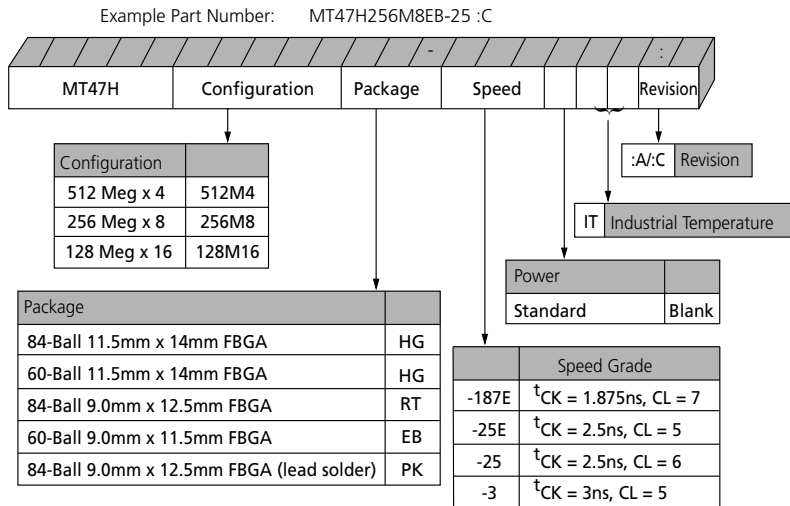 Example Part Number: MT47H256M8EB-25 :C
- :
MT47H Configuration Package Speed Revision
Configuration
512 Meg x 4 512M4
256 Meg x 8 256M8
128 Meg x 16 128M16
:A/:C Revision
IT Industrial Temperature
Power
Standard Blank
Package
84-Ball 11.5mm x 14mm FBGA HG
60-Ball 11.5mm x 14mm FBGA HG
84-Ball 9.0mm x 12.5mm FBGA RT
60-Ball 9.0mm x 11.5mm FBGA EB
84-Ball 9.0mm x 12.5mm FBGA (lead solder) PK
Speed Grade
-187E tCK = 1.875ns, CL = 7
-25E tCK = 2.5ns, CL = 5
-25 tCK = 2.5ns, CL = 6
-3 tCK = 3ns, CL = 5